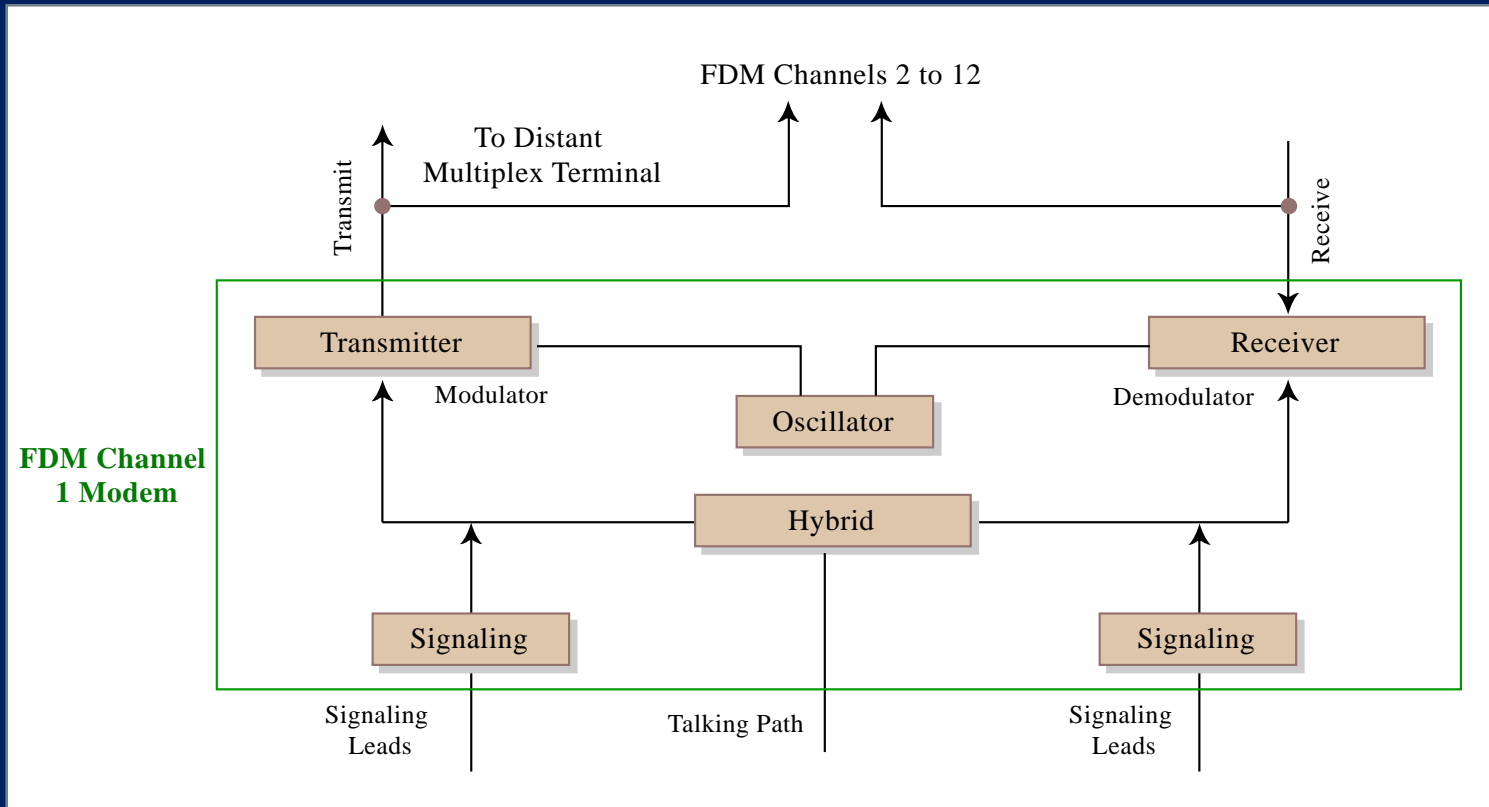 FDM Channels 2 to 12
To Distant
Multiplex Terminal
Transmit
Receive
Transmitter
Receiver
Modulator
Demodulator
Oscillator
FDM Channel
1 Modem
Hybrid
Signaling
Signaling
Signaling
Leads
Talking Path
Signaling
Leads